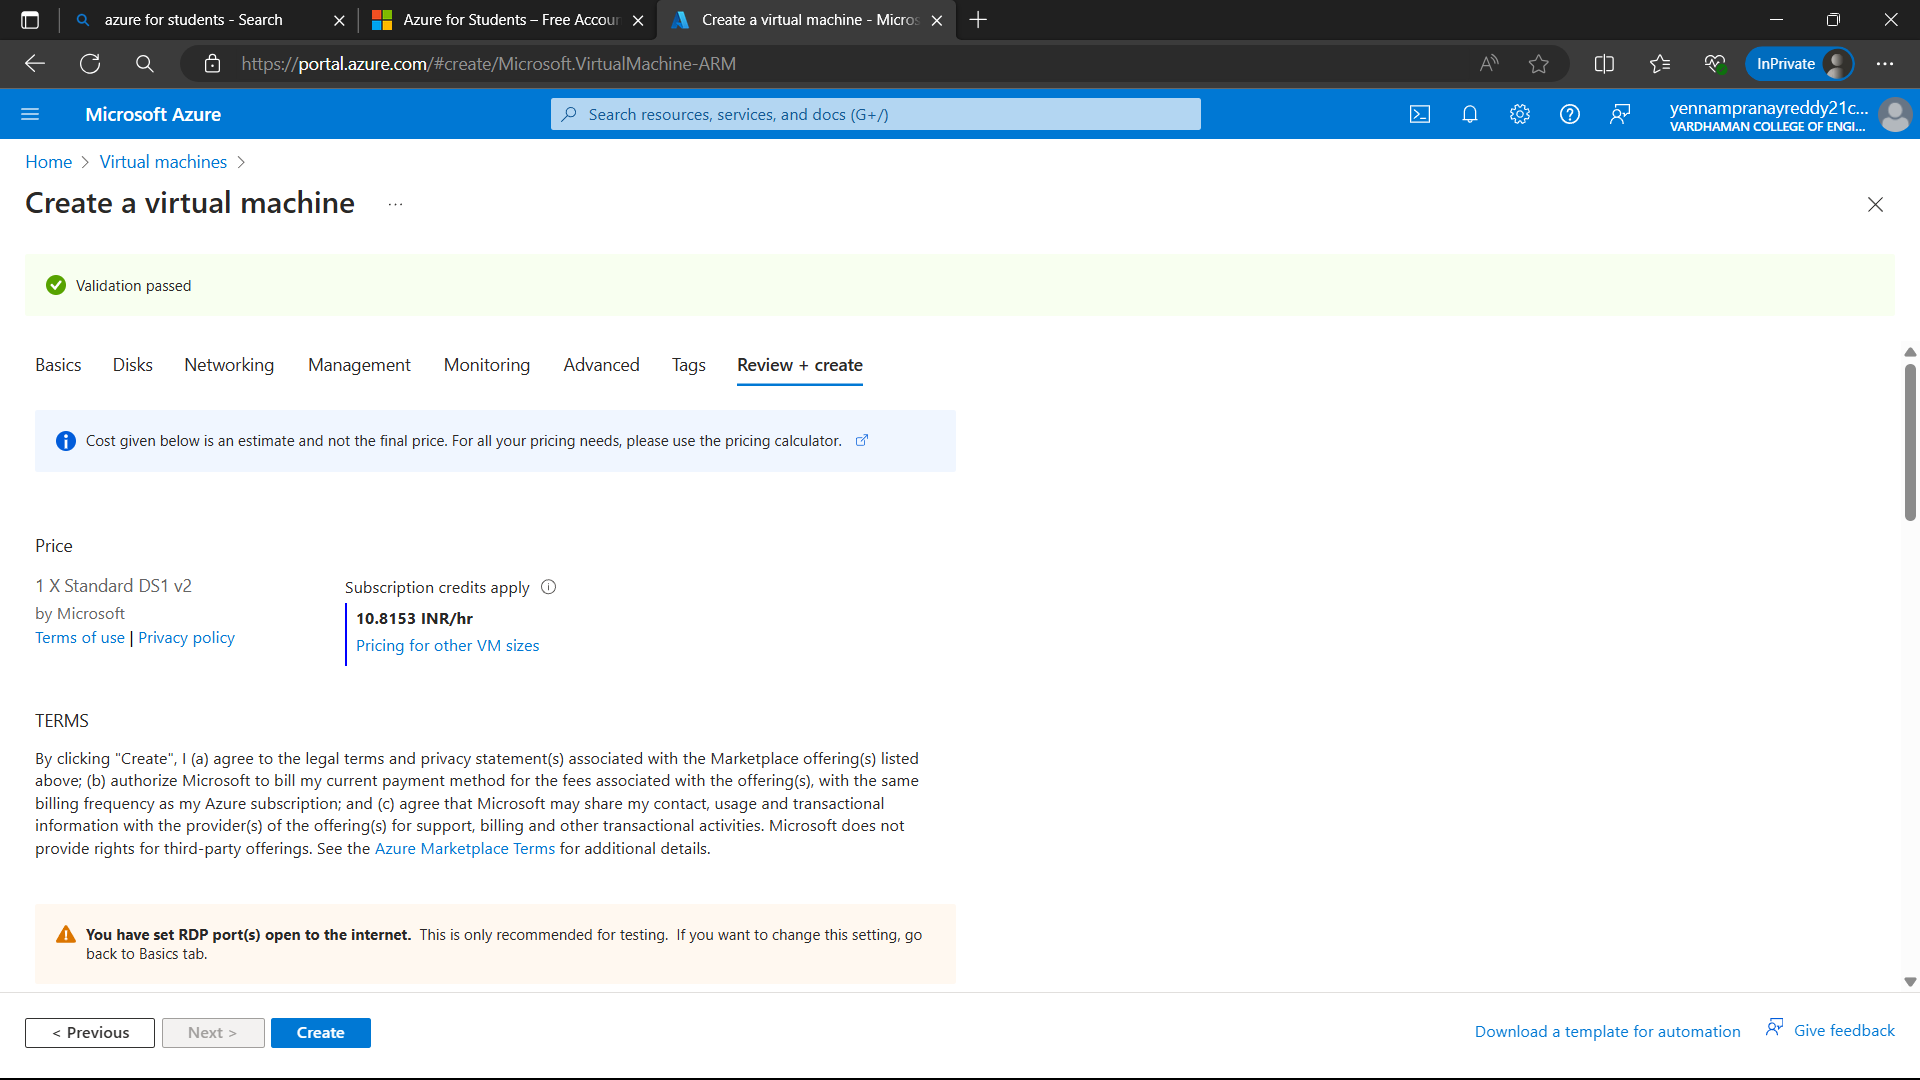 azure for students - Search
Azure for Students – Free Accoun
Create a virtual machine - Micros
https://portal.azure.com/#create/Microsoft.VirtualMachine-ARM
InPrivate
Microsoft Azure
Search resources, services, and docs (G+/)
yennampranayreddy21c...
VARDHAMAN COLLEGE OF ENGI...
Home > Virtual machines >
Create a virtual machine ...
Validation passed
Basics Disks Networking Management Monitoring Advanced Tags Review + create
Cost given below is an estimate and not the final price. For all your pricing needs, please use the pricing calculator.
Price
1 X Standard DS1 v2
by Microsoft
Terms of use | Privacy policy
Subscription credits apply
10.8153 INR/hr
Pricing for other VM sizes
TERMS
By clicking "Create", I (a) agree to the legal terms and privacy statement(s) associated with the Marketplace offering(s) listed
above; (b) authorize Microsoft to bill my current payment method for the fees associated with the offering(s), with the same
billing frequency as my Azure subscription; and (c) agree that Microsoft may share my contact, usage and transactional
information with the provider(s) of the offering(s) for support, billing and other transactional activities. Microsoft does not
provide rights for third-party offerings. See the Azure Marketplace Terms for additional details.
You have set RDP port(s) open to the internet. This is only recommended for testing. If you want to change this setting, go
back to Basics tab.
< Previous
Next >
Create
Download a template for automation
Give feedback